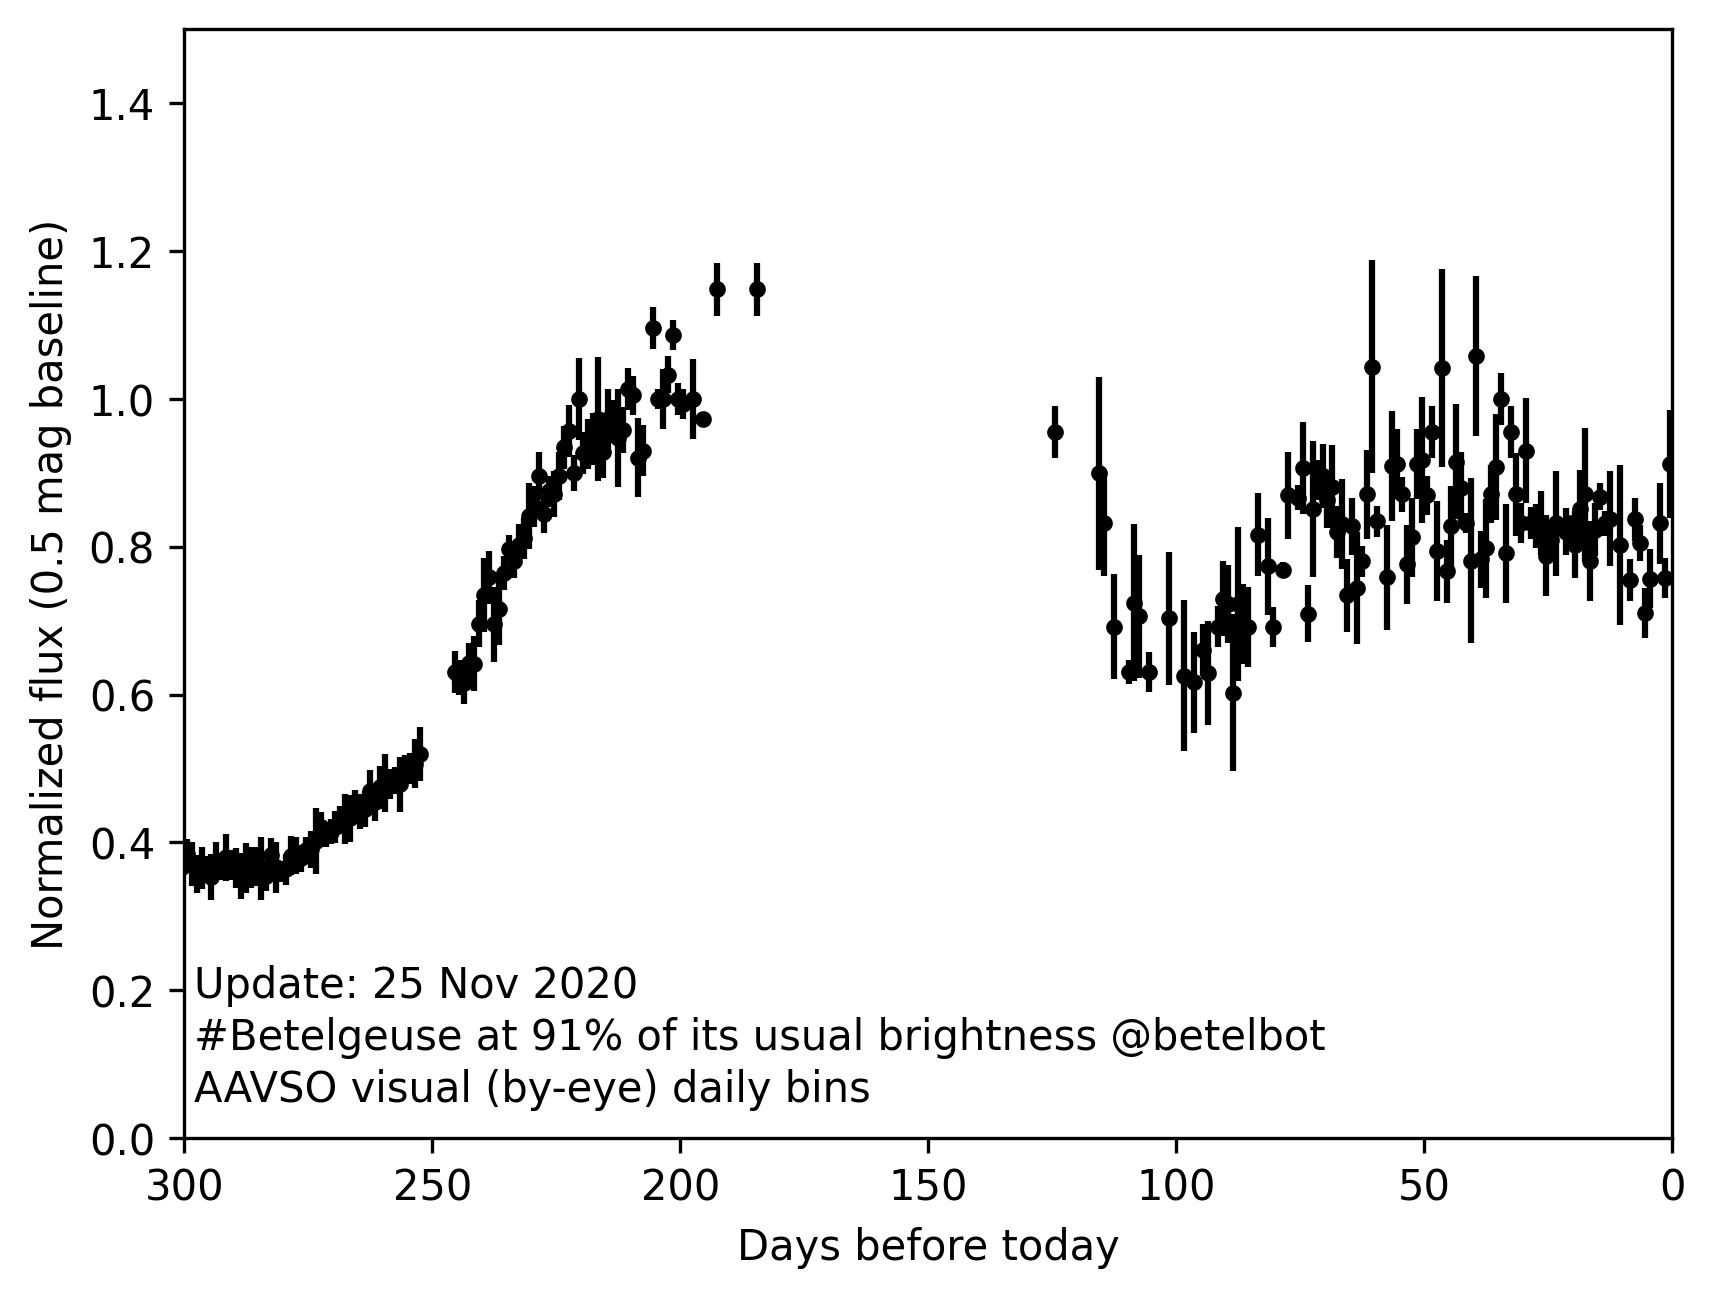 1.4
1.2
1.0
0.8
0.6
0.4
0.2
0.0
Normalized flux (0.5 mag baseline)
Update: 25 Nov 2020
#Betelgeuse at 91% of its usual brightness @betelbot
AAVSO visual (by-eye) daily bins
300 250 200 150 100 50 0
Days before today